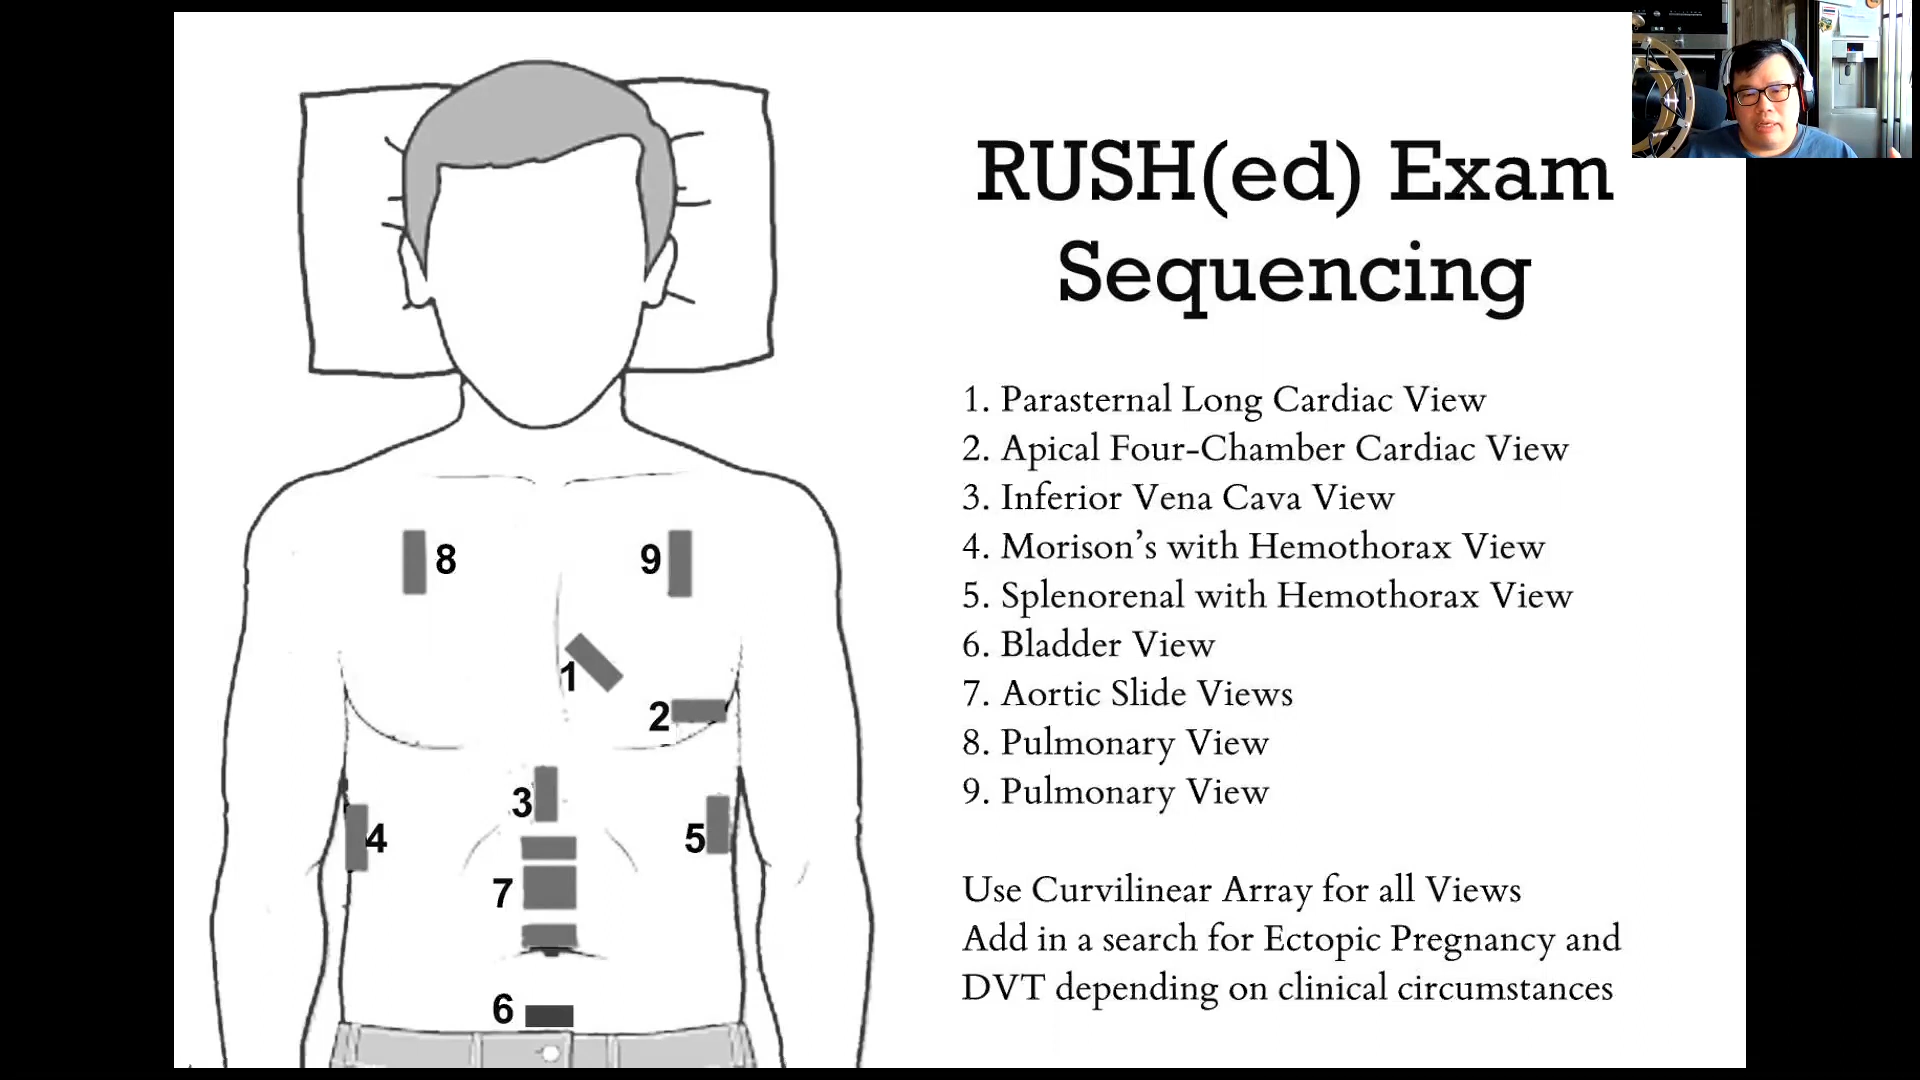 RUSH(ed) Exam
Sequencing
1. Parasternal Long Cardiac View
2. Apical Four-Chamber Cardiac View
3. Inferior Vena Cava View
4. Morison's with Hemothorax View
5. Splenorenal with Hemothorax View
6. Bladder View
7. Aortic Slide Views
8. Pulmonary View
9. Pulmonary View
Use Curvilinear Array for all Views
Add in a search for Ectopic Pregnancy and
DVT depending on clinical circumstances
8
9
1
2
3
4
5
7
6